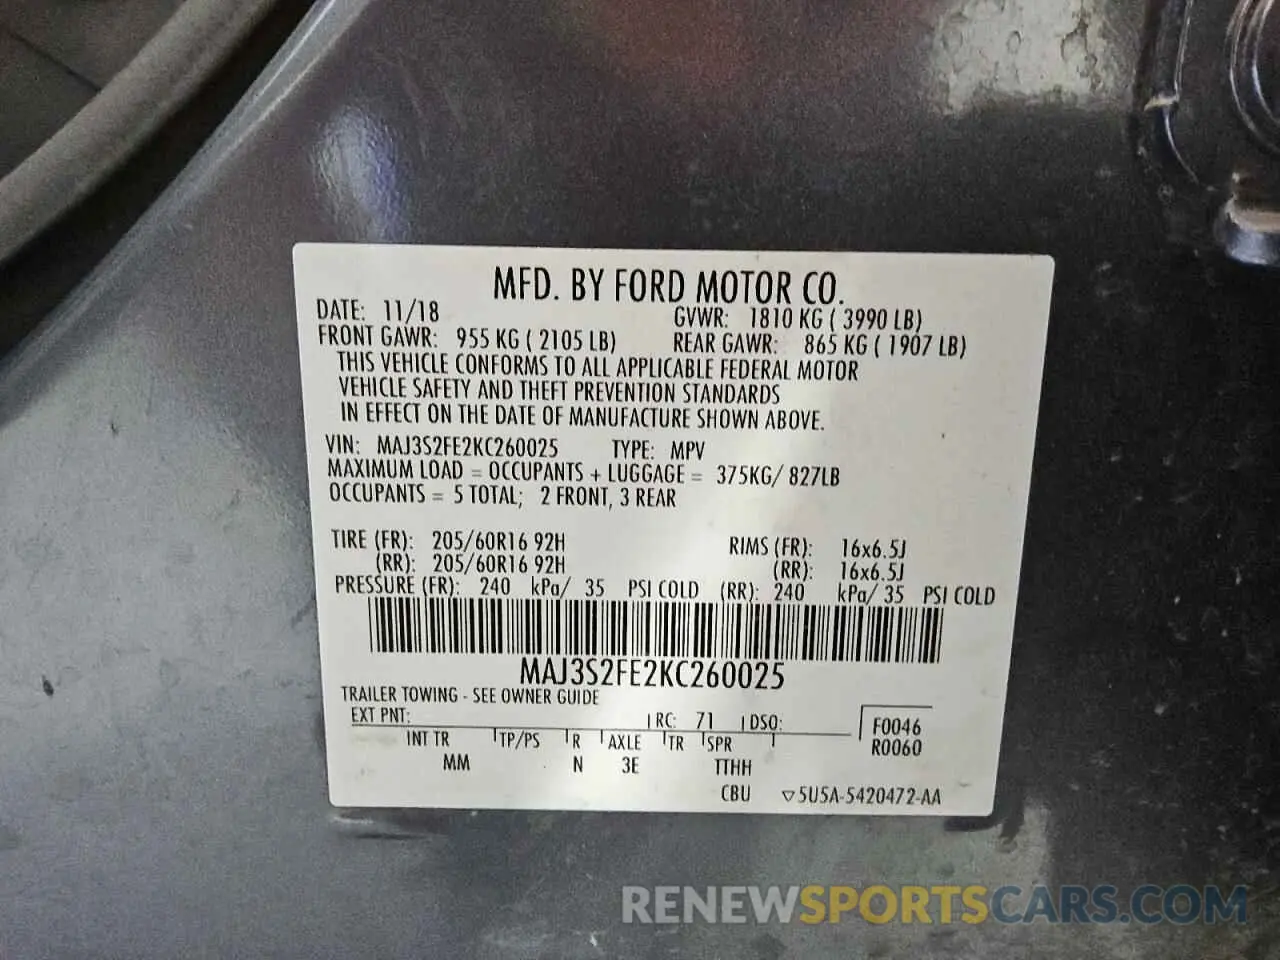 MFD. BY FORD MOTOR CO.
DATE: 11/18 GVWR: 1810 KG ( 3990 LB)
FRONT GAWR: 955 KG ( 2105 LB) REAR GAWR: 865 KG ( 1907 LB)
THIS VEHICLE CONFORMS TO ALL APPLICABLE FEDERAL MOTOR
VEHICLE SAFETY AND THEFT PREVENTION STANDARDS
IN EFFECT ON THE DATE OF MANUFACTURE SHOWN ABOVE.
VIN: MAJ3S2FE2KC260025 TYPE: MPV
MAXIMUM LOAD = OCCUPANTS + LUGGAGE = 375KG/ 827LB
OCCUPANTS = 5 TOTAL; 2 FRONT, 3 REAR
TIRE (FR): 205/60R16 92H RIMS (FR): 16x6.5J
(RR): 205/60R16 92H (RR): 16x6.5J
PRESSURE (FR): 240 kPa/ 35 PSI COLD (RR): 240 kPa/ 35 PSI COLD
MAJ3S2FE2KC260025
TRAILER TOWING - SEE OWNER GUIDE
EXT PNT: RC: 71 DSO: F0046
INT TR TP/PS R AXLE TR SPR R0060
MM N 3E TTHH
CBU ▽5U5A-5420472-AA
RENEWSPORTSCARS.COM